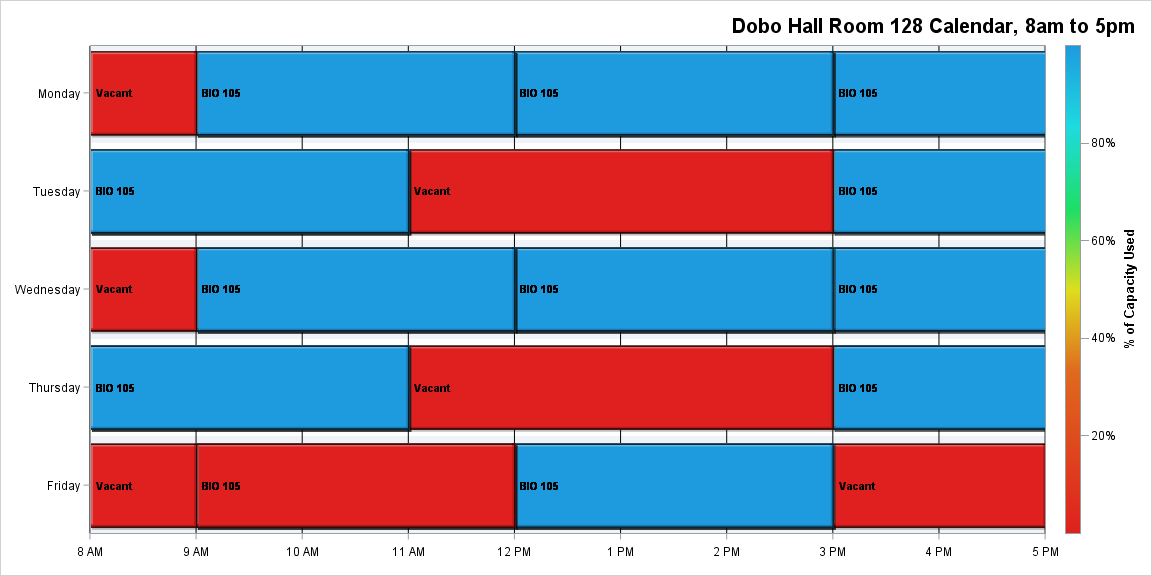 Dobo Hall Room 128 Calendar, 8am to 5pm
Monday Vacant BIO 105 BIO 105 BIO 105
80%
Tuesday BIO 105 Vacant BIO 105
60%
% of Capacity Used
Wednesday Vacant BIO 105 BIO 105 BIO 105
40%
Thursday BIO 105 Vacant BIO 105
20%
Friday Vacant BIO 105 BIO 105 Vacant
8 AM 9 AM 10 AM 11 AM 12 PM 1 PM 2 PM 3 PM 4 PM 5 PM